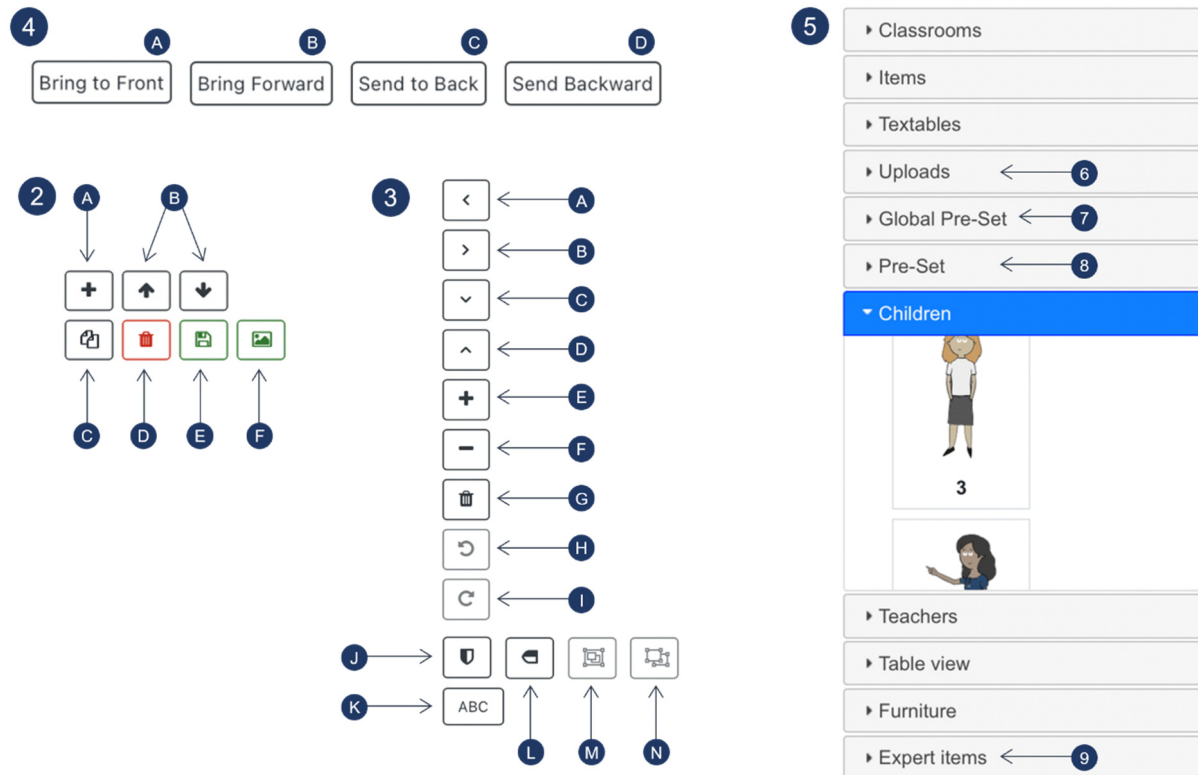 4
A
B
C
D
Bring to Front
Bring Forward
Send to Back
Send Backward
2
A
B
C
D
E
F
3
A
B
C
D
E
F
G
H
I
J
K
ABC
L
M
N
5
Classrooms
Items
Textables
Uploads
6
Global Pre-Set
7
Pre-Set
8
Children
3
Teachers
Table view
Furniture
Expert items
9